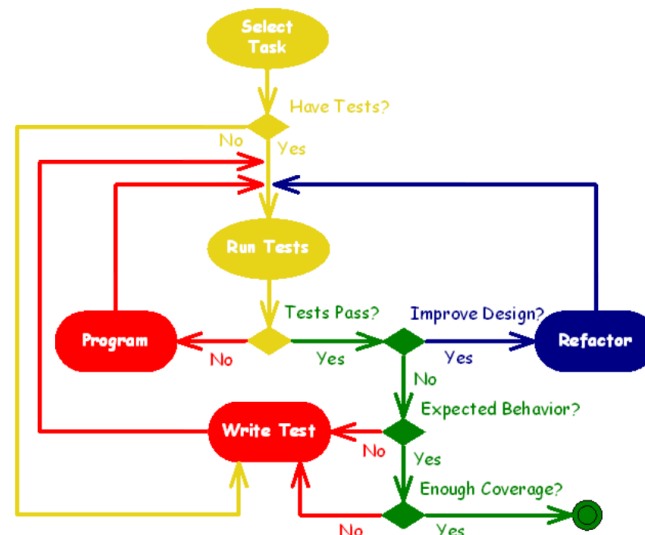 Select
Task
Have Tests?
No
Yes
Run Tests
Tests Pass?
Improve Design?
Program
No
Yes
Yes
Refactor
No
Expected Behavior?
Write Test
No
Yes
Enough Coverage?
No
Yes